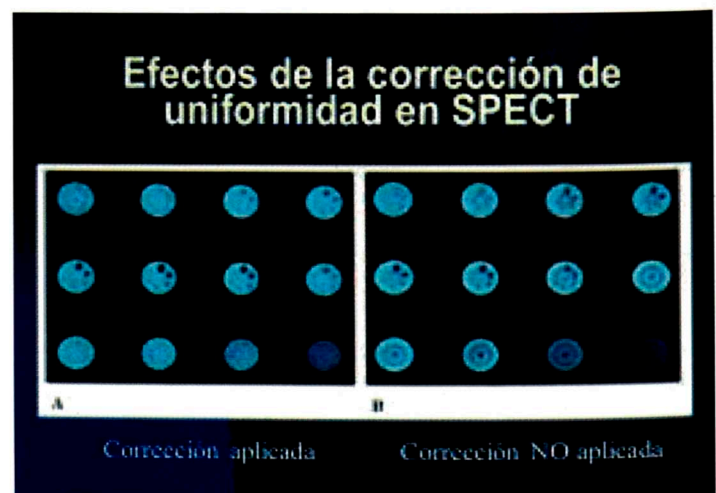 Efectos de la corrección de
uniformidad en SPECT
A
B
Corrección aplicada
Corrección NO aplicada